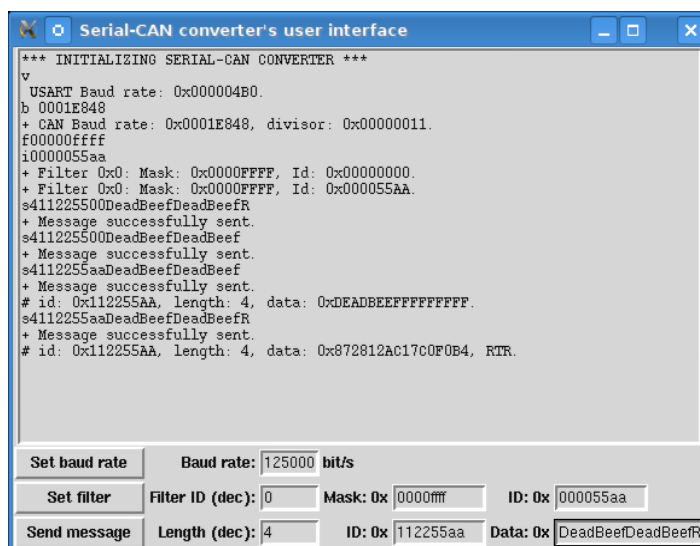 Serial-CAN converter's user interface
*** INITIALIZING SERIAL-CAN CONVERTER ***
v
USART Baud rate: 0x000004B0.
b 0001E848
+ CAN Baud rate: 0x0001E848, divisor: 0x00000011.
f00000ffff
i0000055aa
+ Filter 0x0: Mask: 0x0000FFFF, Id: 0x00000000.
+ Filter 0x0: Mask: 0x0000FFFF, Id: 0x000055AA.
s411225500DeadBeefDeadBeefR
+ Message successfully sent.
s411225500DeadBeefDeadBeef
+ Message successfully sent.
s4112255aaDeadBeefDeadBeef
+ Message successfully sent.
# id: 0x112255AA, length: 4, data: 0xDEADBEEFFFFFFFFF.
s4112255aaDeadBeefDeadBeefR
+ Message successfully sent.
# id: 0x112255AA, length: 4, data: 0x872812AC17C0F0B4, RTR.
Set baud rate Baud rate: 125000 bit/s
Set filter Filter ID (dec): 0 Mask: 0x 0000ffff ID: 0x 000055aa
Send message Length (dec): 4 ID: 0x 112255aa Data: 0x DeadBeefDeadBeefR